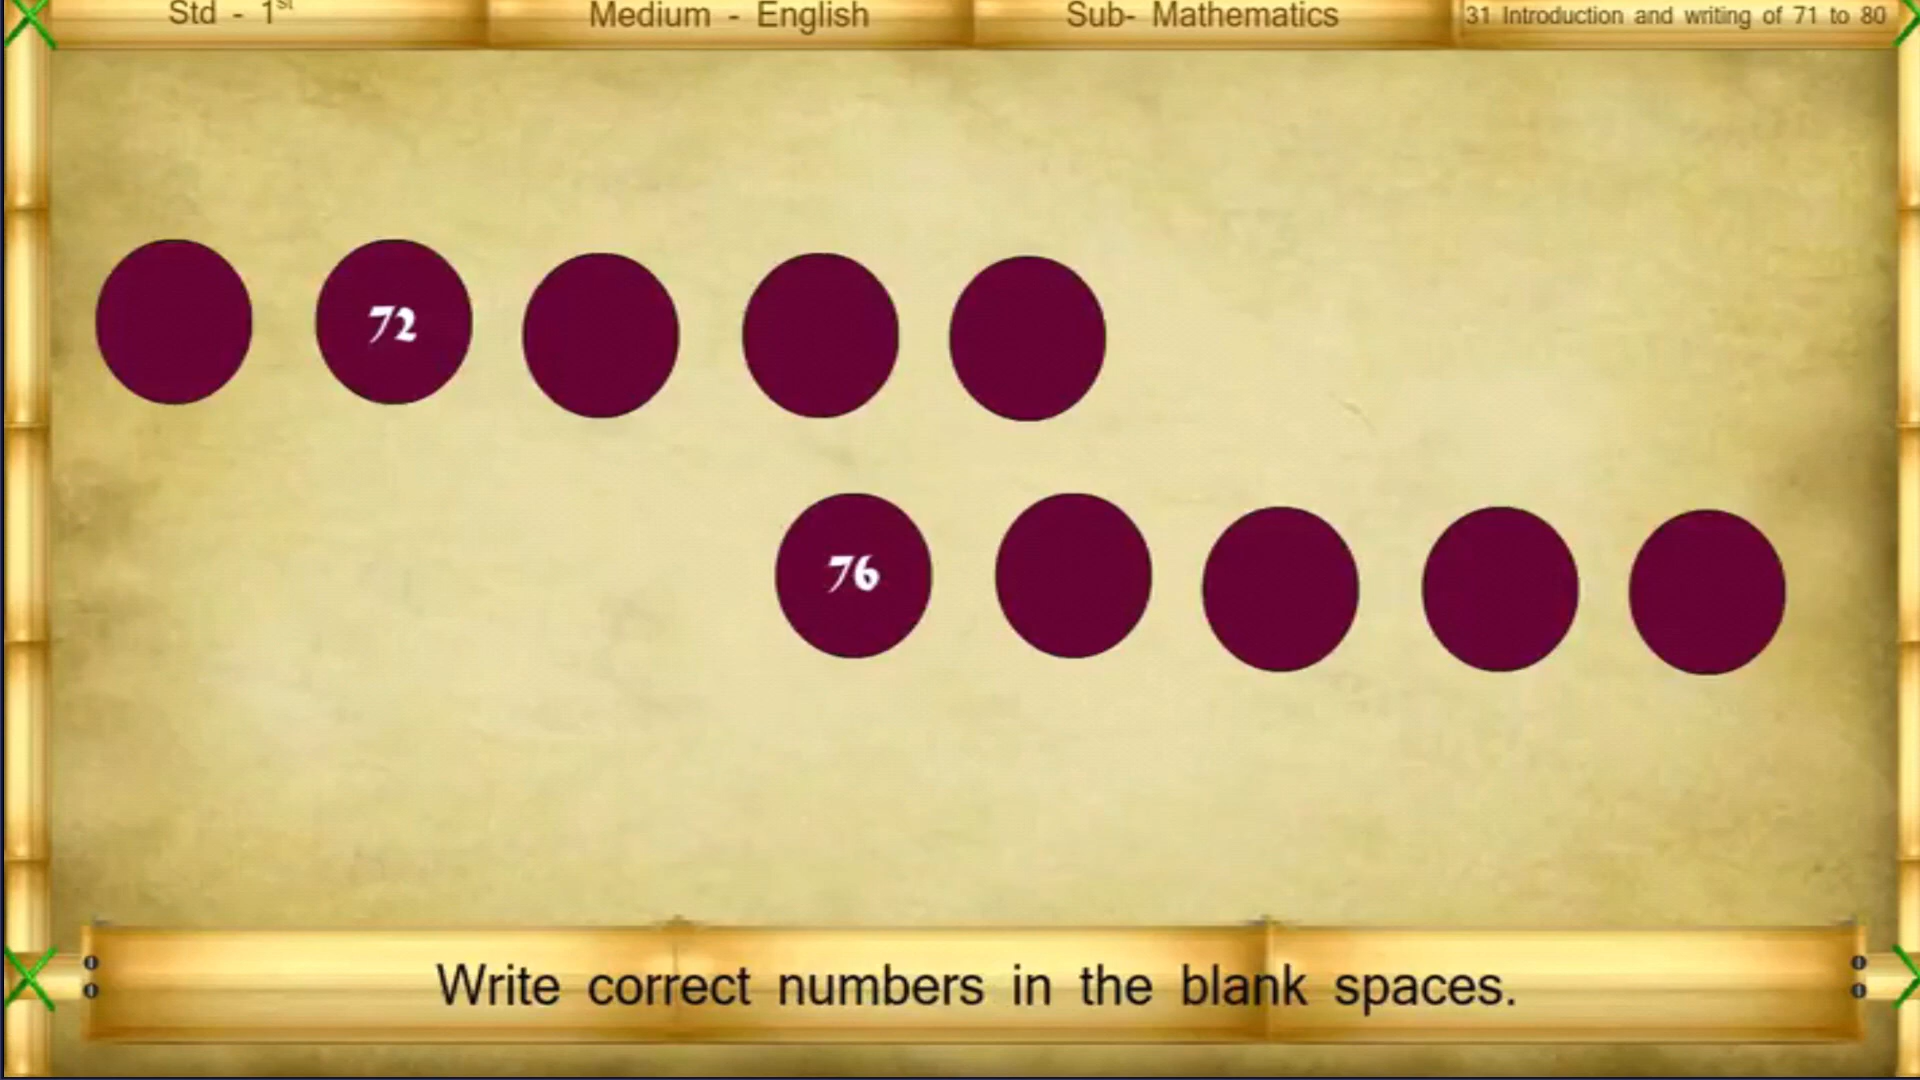 Std - 1st Medium - English Sub- Mathematics 31 Introduction and writing of 71 to 80
72
76
Write correct numbers in the blank spaces.